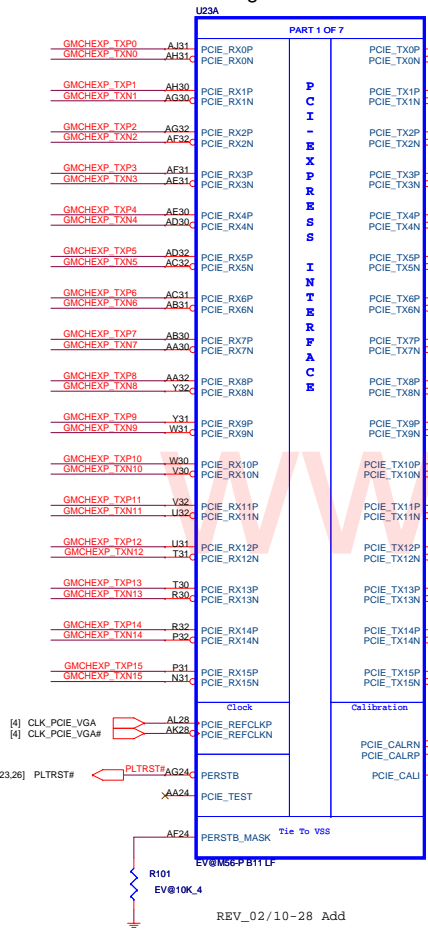 U23A
PART 1 OF 7
GMCHEXP_TXP0 AJ31 PCIE_RX0P PCIE_TX0P
GMCHEXP_TXN0 AH31 PCIE_RX0N PCIE_TX0N
GMCHEXP_TXP1 AH30 PCIE_RX1P PCIE_TX1P
GMCHEXP_TXN1 AG30 PCIE_RX1N PCIE_TX1N
GMCHEXP_TXP2 AG32 PCIE_RX2P PCIE_TX2P
GMCHEXP_TXN2 AF32 PCIE_RX2N PCIE_TX2N
GMCHEXP_TXP3 AF31 PCIE_RX3P PCIE_TX3P
GMCHEXP_TXN3 AE31 PCIE_RX3N PCIE_TX3N
GMCHEXP_TXP4 AE30 PCIE_RX4P PCIE_TX4P
GMCHEXP_TXN4 AD30 PCIE_RX4N PCIE_TX4N
GMCHEXP_TXP5 AD32 PCIE_RX5P PCIE_TX5P
GMCHEXP_TXN5 AC32 PCIE_RX5N PCIE_TX5N
GMCHEXP_TXP6 AC31 PCIE_RX6P PCIE_TX6P
GMCHEXP_TXN6 AB31 PCIE_RX6N PCIE_TX6N
GMCHEXP_TXP7 AB30 PCIE_RX7P PCIE_TX7P
GMCHEXP_TXN7 AA30 PCIE_RX7N PCIE_TX7N
GMCHEXP_TXP8 AA32 PCIE_RX8P PCIE_TX8P
GMCHEXP_TXN8 Y32 PCIE_RX8N PCIE_TX8N
GMCHEXP_TXP9 Y31 PCIE_RX9P PCIE_TX9P
GMCHEXP_TXN9 W31 PCIE_RX9N PCIE_TX9N
GMCHEXP_TXP10 W30 PCIE_RX10P PCIE_TX10P
GMCHEXP_TXN10 V30 PCIE_RX10N PCIE_TX10N
GMCHEXP_TXP11 V32 PCIE_RX11P PCIE_TX11P
GMCHEXP_TXN11 U32 PCIE_RX11N PCIE_TX11N
GMCHEXP_TXP12 U31 PCIE_RX12P PCIE_TX12P
GMCHEXP_TXN12 T31 PCIE_RX12N PCIE_TX12N
GMCHEXP_TXP13 T30 PCIE_RX13P PCIE_TX13P
GMCHEXP_TXN13 R30 PCIE_RX13N PCIE_TX13N
GMCHEXP_TXP14 R32 PCIE_RX14P PCIE_TX14P
GMCHEXP_TXN14 P32 PCIE_RX14N PCIE_TX14N
GMCHEXP_TXP15 P31 PCIE_RX15P PCIE_TX15P
GMCHEXP_TXN15 N31 PCIE_RX15N PCIE_TX15N
PCI-EXPRESS INTERFACE
WW
Clock Calibration
[4] CLK_PCIE_VGA AL28 PCIE_REFCLKP
[4] CLK_PCIE_VGA# AK28 PCIE_REFCLKN
PCIE_CALRN
PCIE_CALRP
23,26] PLTRST# PLTRST# AG24 PERSTB PCIE_CALI
AA24 PCIE_TEST
AF24 PERSTB_MASK Tie To VSS
EV@M56-P B11 LF
R101
EV@10K_4
REV_02/10-28 Add